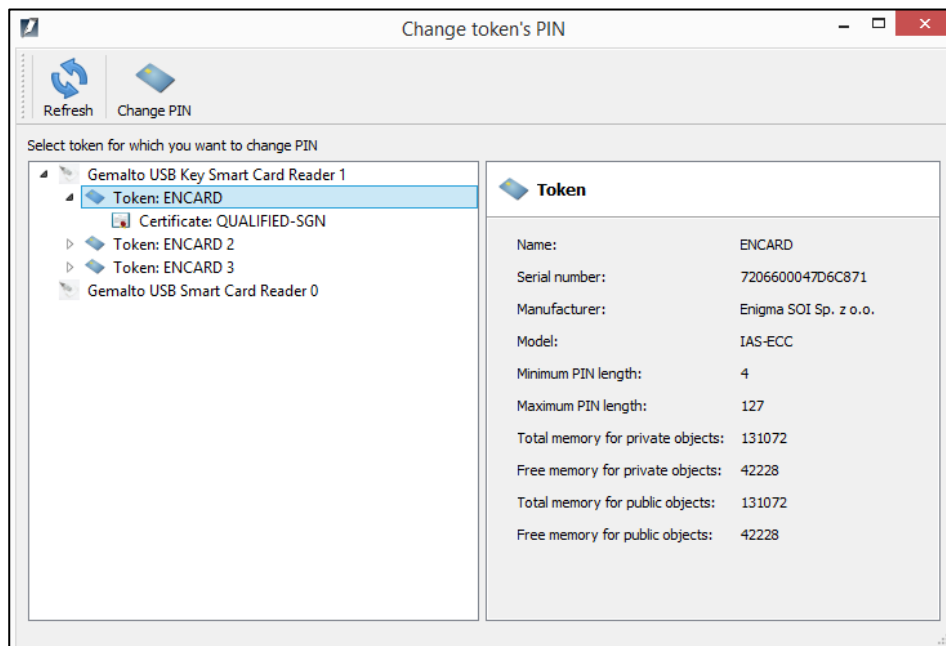 Change token's PIN
Refresh
Change PIN
Select token for which you want to change PIN
Gemalto USB Key Smart Card Reader 1
Token: ENCARD
Certificate: QUALIFIED-SGN
Token: ENCARD 2
Token: ENCARD 3
Gemalto USB Smart Card Reader 0
Token
Name: ENCARD
Serial number: 7206600047D6C871
Manufacturer: Enigma SOI Sp. z o.o.
Model: IAS-ECC
Minimum PIN length: 4
Maximum PIN length: 127
Total memory for private objects: 131072
Free memory for private objects: 42228
Total memory for public objects: 131072
Free memory for public objects: 42228